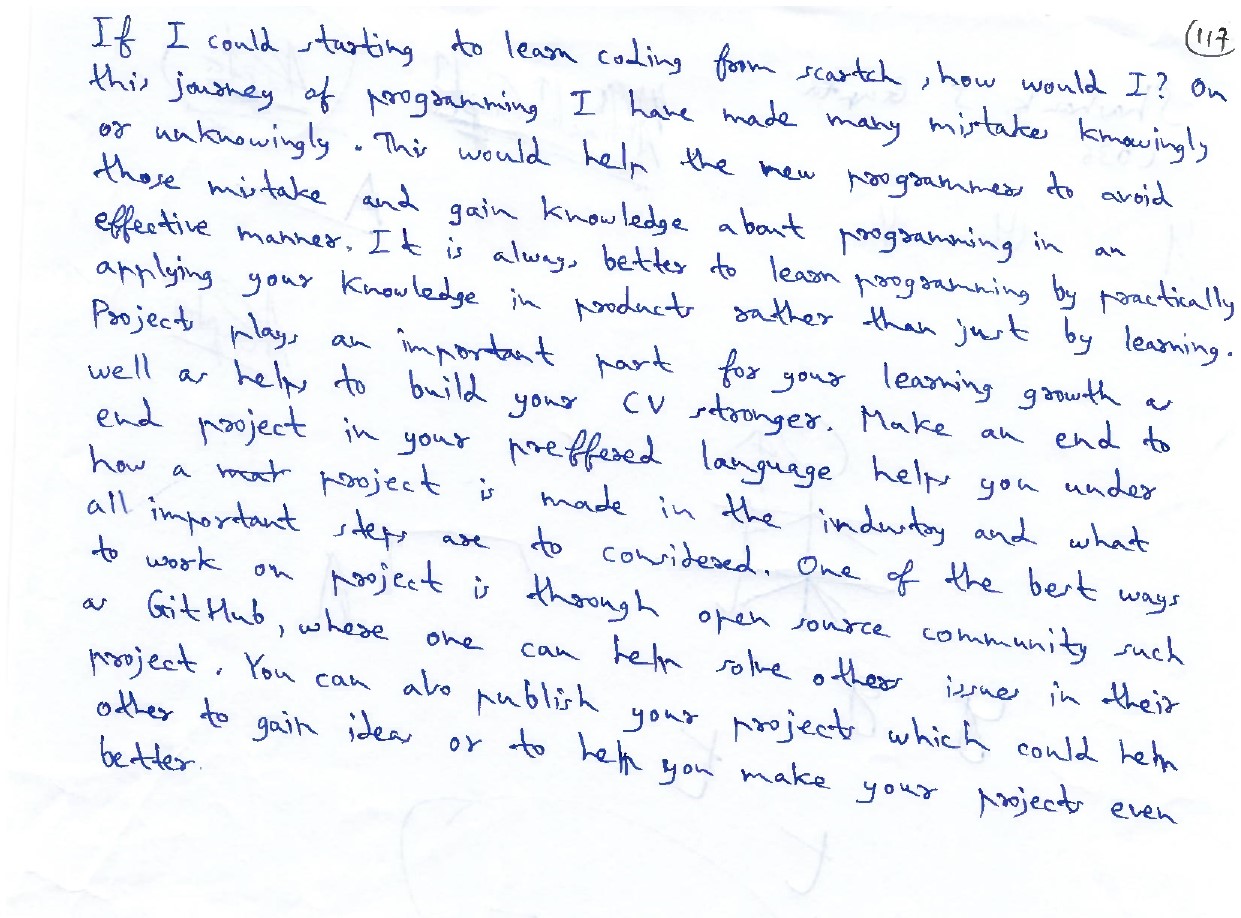 (117)
If I could starting to learn coding from scartch, how would I? On
this journey of programming I have made many mistakes knowingly
or unknowingly. This would help the new programmers to avoid
those mistake and gain knowledge about programming in an
effective manner. It is always better to learn programming by practically
applying your knowledge in products rather than just by learning.
Projects plays an important part for your learning growth as
well as helps to build your CV stronger. Make an end to
end project in your preffered language helps you under
how a project is made in the industry and what
all important steps are to considered. One of the best ways
to work on project is through open source community such
as GitHub, where one can help solve others issues in their
project. You can also publish your projects which could help
other to gain ideas or to help you make your projects even
better.